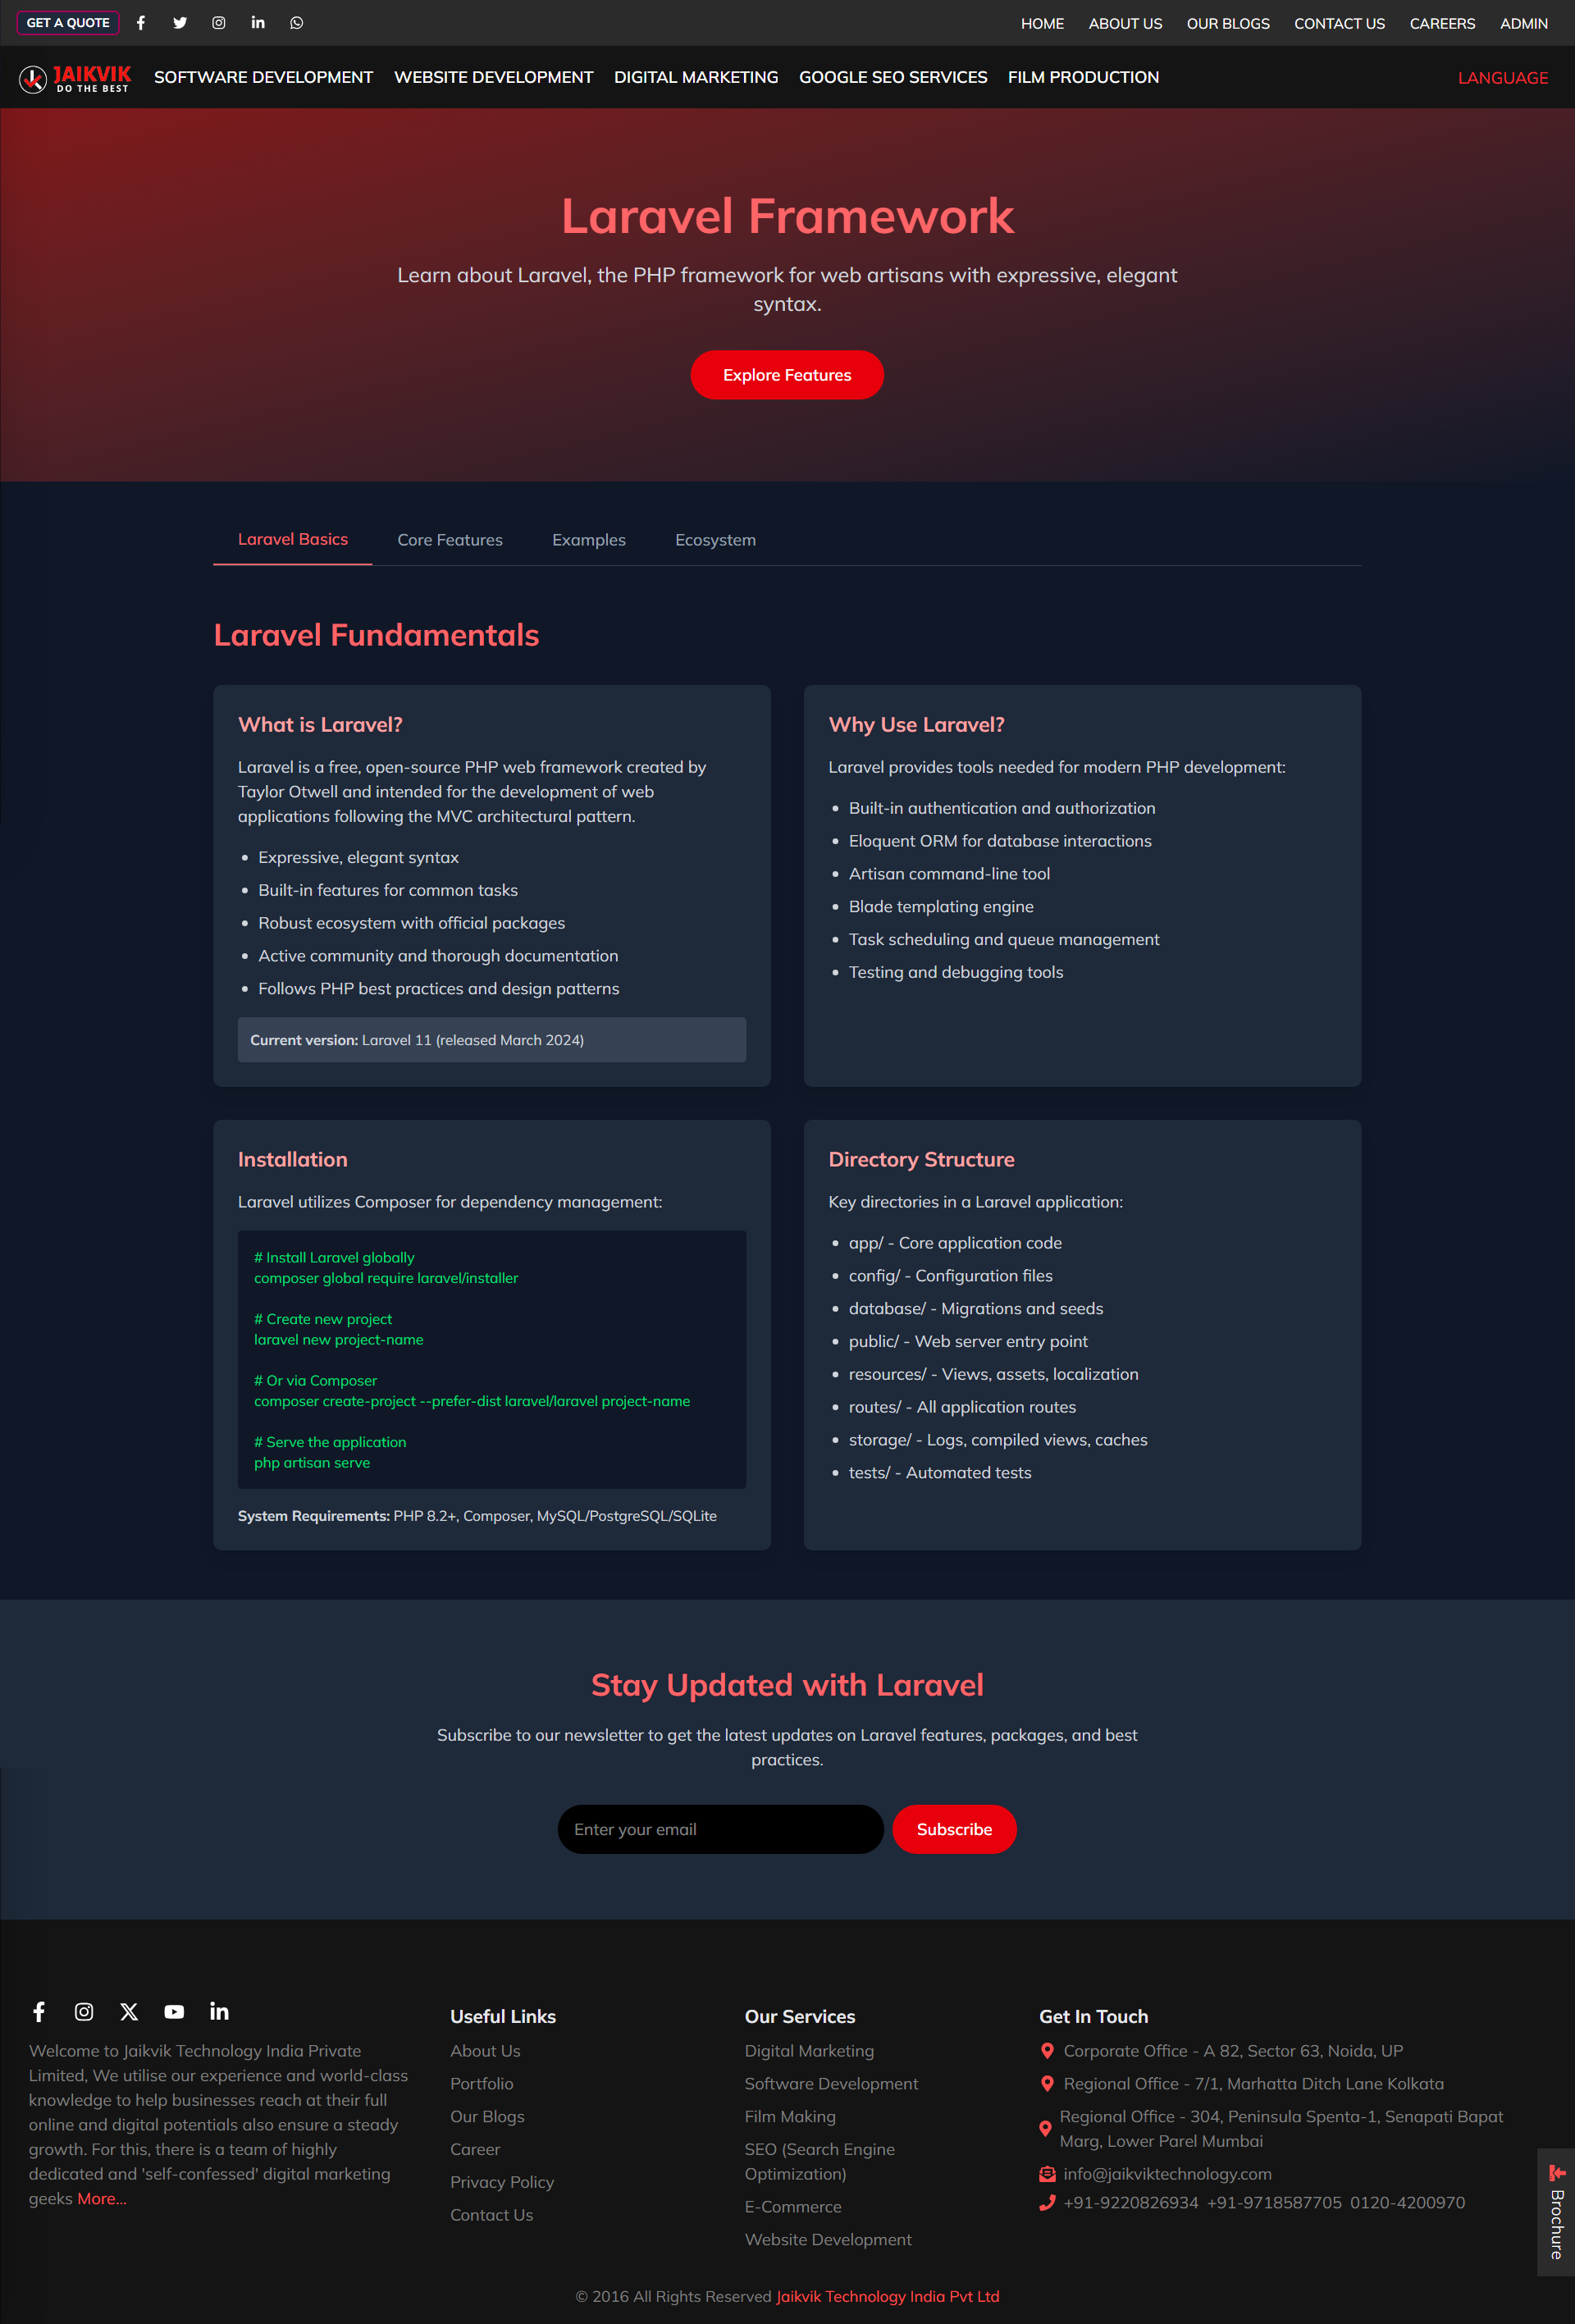 GET A QUOTE
HOME ABOUT US OUR BLOGS CONTACT US CAREERS ADMIN
JAIKVIK
DO THE BEST
SOFTWARE DEVELOPMENT WEBSITE DEVELOPMENT DIGITAL MARKETING GOOGLE SEO SERVICES FILM PRODUCTION
LANGUAGE
Laravel Framework
Learn about Laravel, the PHP framework for web artisans with expressive, elegant
syntax.
Explore Features
Laravel Basics Core Features Examples Ecosystem
Laravel Fundamentals
What is Laravel?
Laravel is a free, open-source PHP web framework created by
Taylor Otwell and intended for the development of web
applications following the MVC architectural pattern.
• Expressive, elegant syntax
• Built-in features for common tasks
• Robust ecosystem with official packages
• Active community and thorough documentation
• Follows PHP best practices and design patterns
Current version: Laravel 11 (released March 2024)
Why Use Laravel?
Laravel provides tools needed for modern PHP development:
• Built-in authentication and authorization
• Eloquent ORM for database interactions
• Artisan command-line tool
• Blade templating engine
• Task scheduling and queue management
• Testing and debugging tools
Installation
Laravel utilizes Composer for dependency management:
# Install Laravel globally
composer global require laravel/installer
# Create new project
laravel new project-name
# Or via Composer
composer create-project --prefer-dist laravel/laravel project-name
# Serve the application
php artisan serve
System Requirements: PHP 8.2+, Composer, MySQL/PostgreSQL/SQLite
Directory Structure
Key directories in a Laravel application:
• app/ - Core application code
• config/ - Configuration files
• database/ - Migrations and seeds
• public/ - Web server entry point
• resources/ - Views, assets, localization
• routes/ - All application routes
• storage/ - Logs, compiled views, caches
• tests/ - Automated tests
Stay Updated with Laravel
Subscribe to our newsletter to get the latest updates on Laravel features, packages, and best
practices.
Enter your email
Subscribe
Welcome to Jaikvik Technology India Private
Limited, We utilise our experience and world-class
knowledge to help businesses reach at their full
online and digital potentials also ensure a steady
growth. For this, there is a team of highly
dedicated and 'self-confessed' digital marketing
geeks More...
Useful Links
About Us
Portfolio
Our Blogs
Career
Privacy Policy
Contact Us
Our Services
Digital Marketing
Software Development
Film Making
SEO (Search Engine
Optimization)
E-Commerce
Website Development
Get In Touch
Corporate Office - A 82, Sector 63, Noida, UP
Regional Office - 7/1, Marhatta Ditch Lane Kolkata
Regional Office - 304, Peninsula Spenta-1, Senapati Bapat
Marg, Lower Parel Mumbai
info@jaikviktechnology.com
+91-9220826934 +91-9718587705 0120-4200970
Brochure
© 2016 All Rights Reserved Jaikvik Technology India Pvt Ltd